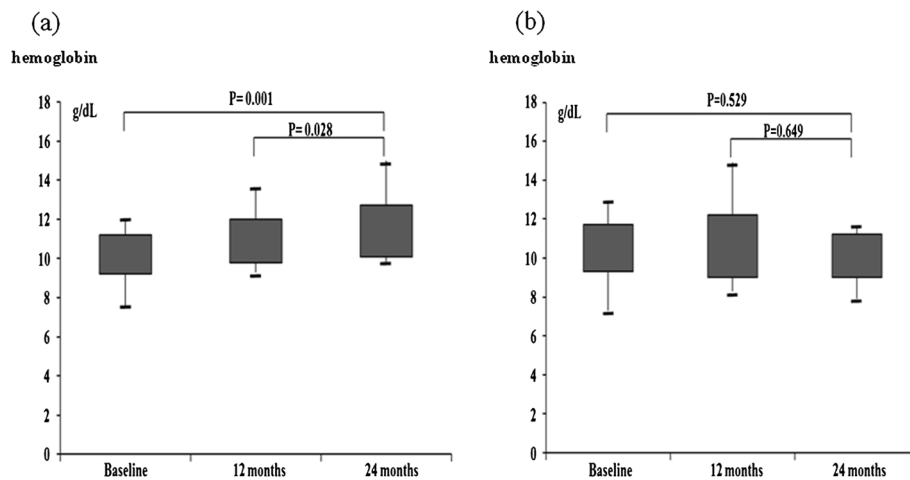 (a)
hemoglobin
g/dL
18
16
14
12
10
8
6
4
2
0
P= 0.001
P= 0.028
Baseline
12 months
24 months
(b)
hemoglobin
g/dL
18
16
14
12
10
8
6
4
2
0
P=0.529
P=0.649
Baseline
12 months
24 months